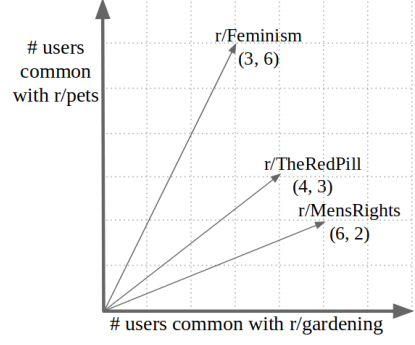 # users
common
with r/pets
r/Feminism
(3, 6)
r/TheRedPill
(4, 3)
r/MensRights
(6, 2)
# users common with r/gardening